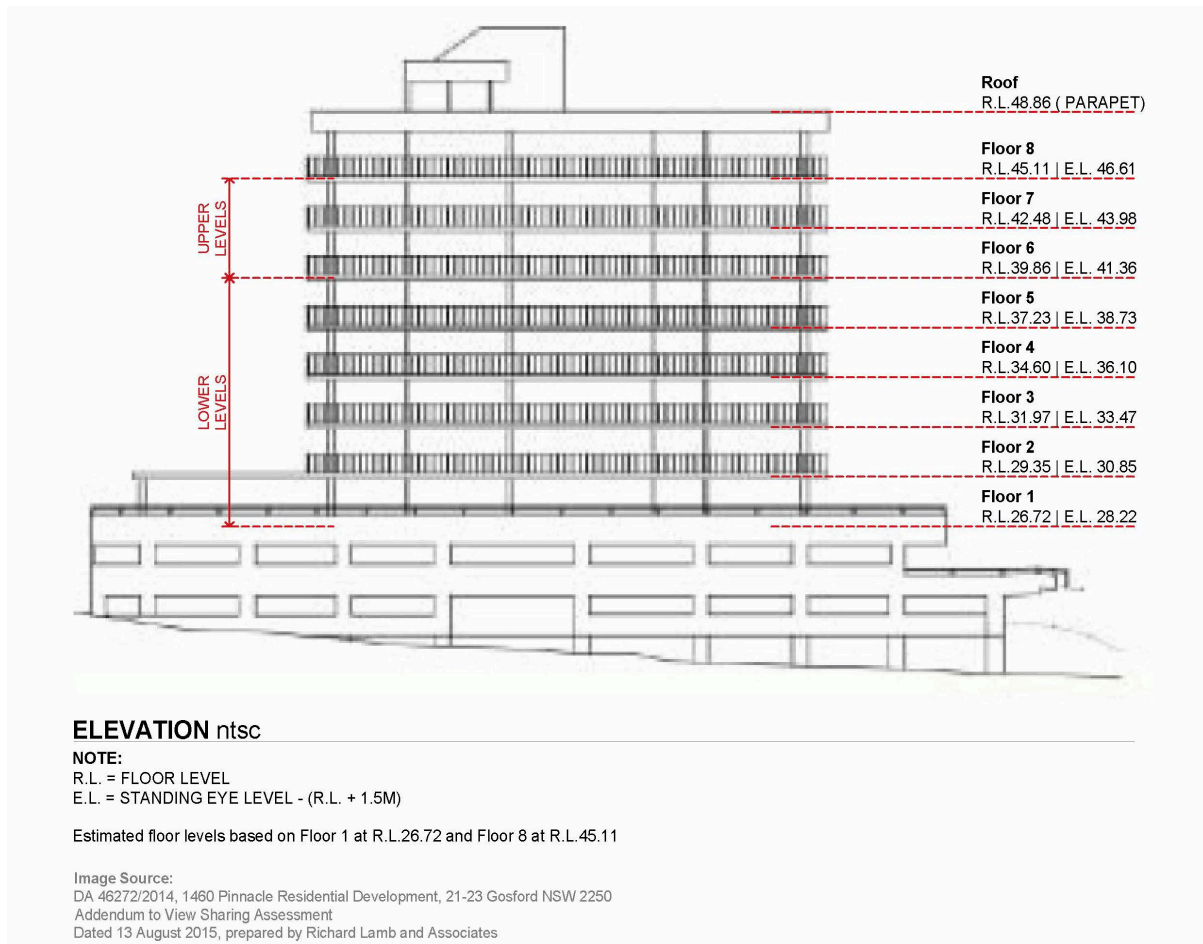 Roof
R.L.48.86 ( PARAPET)
Floor 8
R.L.45.11 | E.L. 46.61
Floor 7
R.L.42.48 | E.L. 43.98
UPPER
LEVELS
Floor 6
R.L.39.86 | E.L. 41.36
Floor 5
R.L.37.23 | E.L. 38.73
Floor 4
R.L.34.60 | E.L. 36.10
LOWER
LEVELS
Floor 3
R.L.31.97 | E.L. 33.47
Floor 2
R.L.29.35 | E.L. 30.85
Floor 1
R.L.26.72 | E.L. 28.22
ELEVATION ntsc
NOTE:
R.L. = FLOOR LEVEL
E.L. = STANDING EYE LEVEL - (R.L. + 1.5M)
Estimated floor levels based on Floor 1 at R.L.26.72 and Floor 8 at R.L.45.11
Image Source:
DA 46272/2014, 1460 Pinnacle Residential Development, 21-23 Gosford NSW 2250
Addendum to View Sharing Assessment
Dated 13 August 2015, prepared by Richard Lamb and Associates